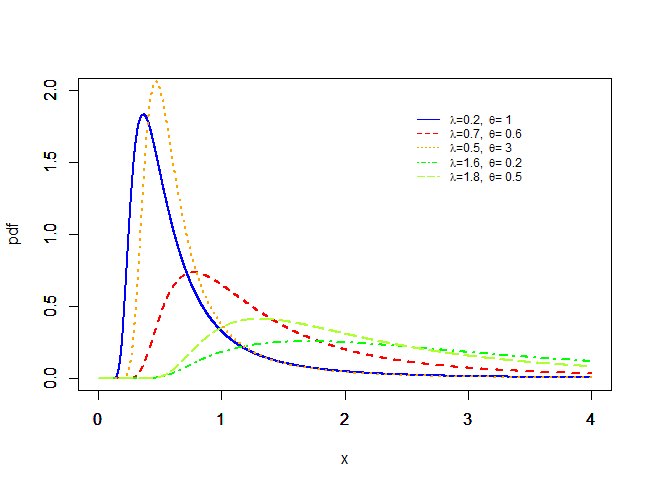 2.0
1.5
1.0
0.5
0.0
pdf
λ=0.2, θ= 1
λ=0.7, θ= 0.6
λ=0.5, θ= 3
λ=1.6, θ= 0.2
λ=1.8, θ= 0.5
0 1 2 3 4
x